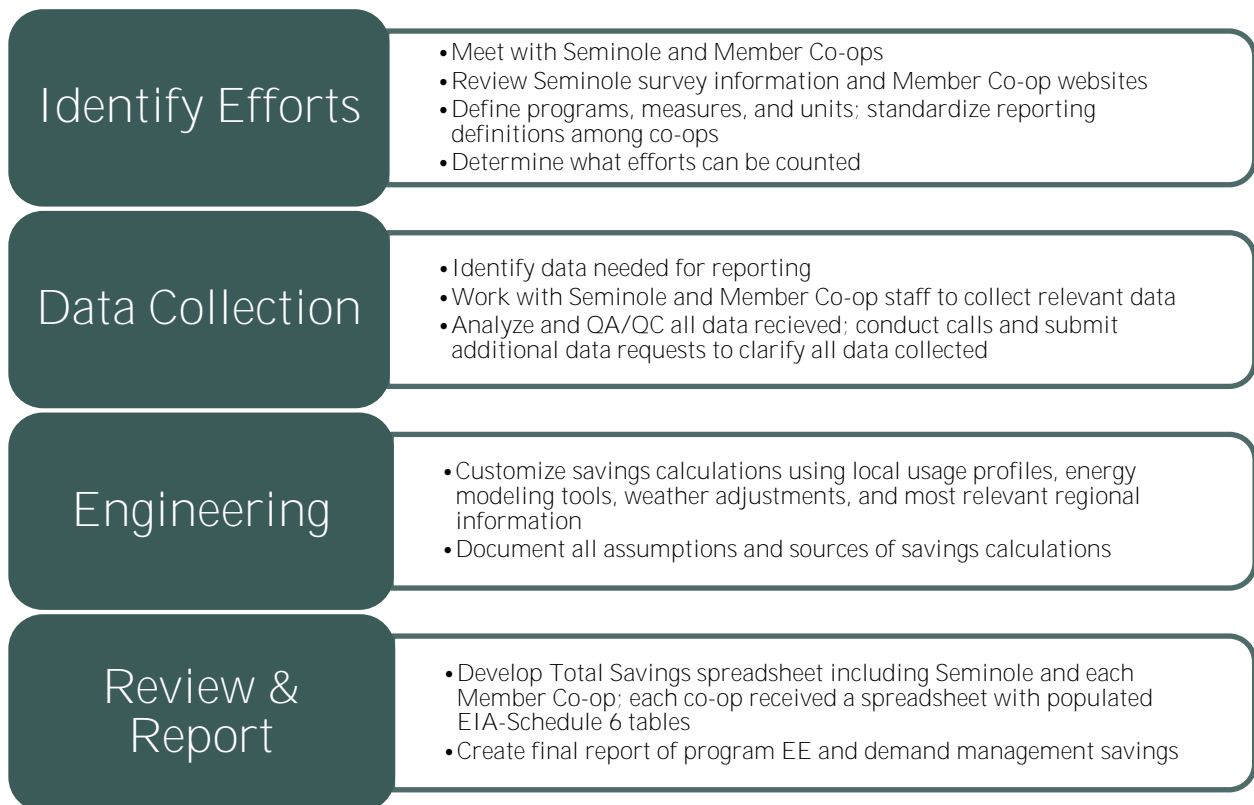 Identify Efforts
• Meet with Seminole and Member Co-ops
• Review Seminole survey information and Member Co-op websites
• Define programs, measures, and units; standardize reporting
definitions among co-ops
• Determine what efforts can be counted
Data Collection
• Identify data needed for reporting
• Work with Seminole and Member Co-op staff to collect relevant data
• Analyze and QA/QC all data recieved; conduct calls and submit
additional data requests to clarify all data collected
Engineering
• Customize savings calculations using local usage profiles, energy
modeling tools, weather adjustments, and most relevant regional
information
• Document all assumptions and sources of savings calculations
Review &
Report
• Develop Total Savings spreadsheet including Seminole and each
Member Co-op; each co-op received a spreadsheet with populated
EIA-Schedule 6 tables
• Create final report of program EE and demand management savings